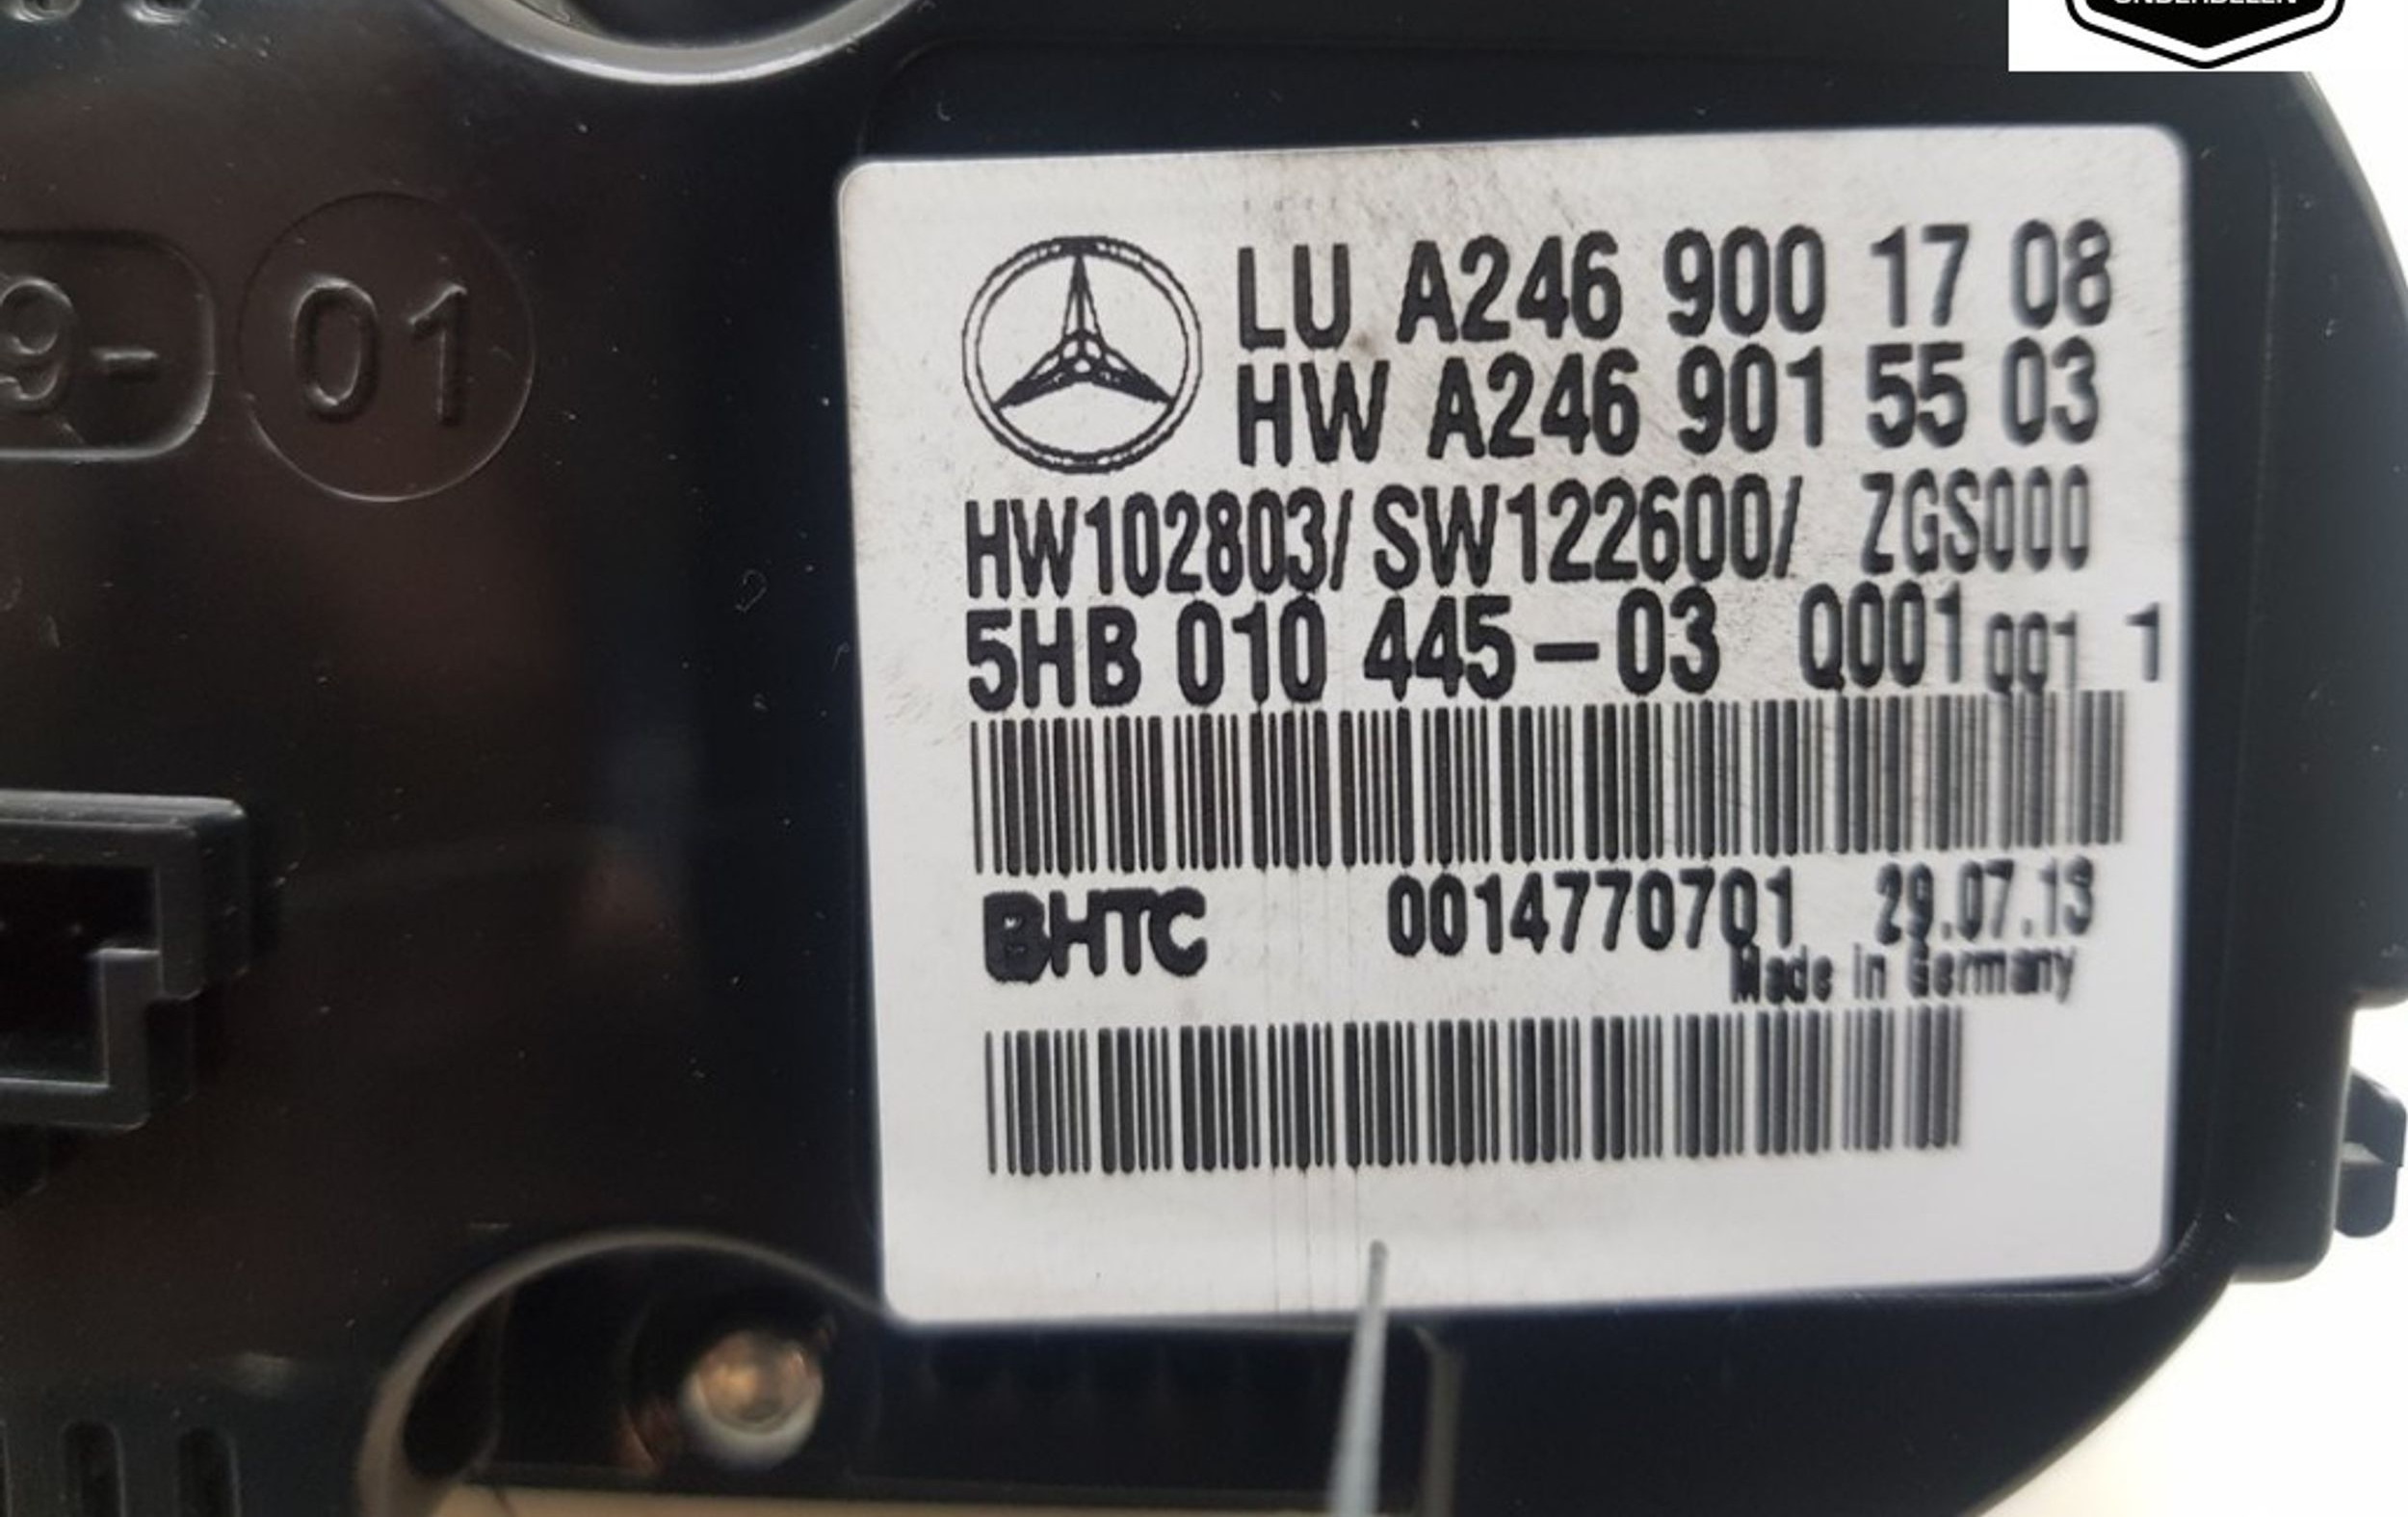 ONDERDELEN
9-
01
LU A246 900 17 08
HW A246 901 55 03
HW102803/ SW122600/ ZGS000
5HB 010 445-03 Q001 001 1
BHTC 0014770701 29.07.13
Made in Germany